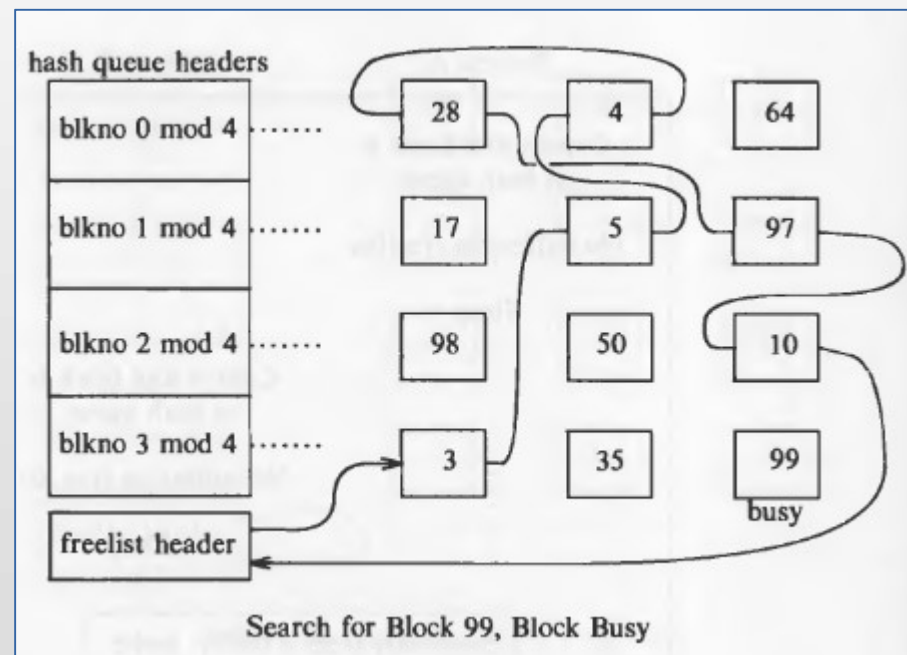 hash queue headers
blkno 0 mod 4 ...... 28 4 64
blkno 1 mod 4 ...... 17 5 97
blkno 2 mod 4 ...... 98 50 10
blkno 3 mod 4 ...... 3 35 99
busy
freelist header
Search for Block 99, Block Busy